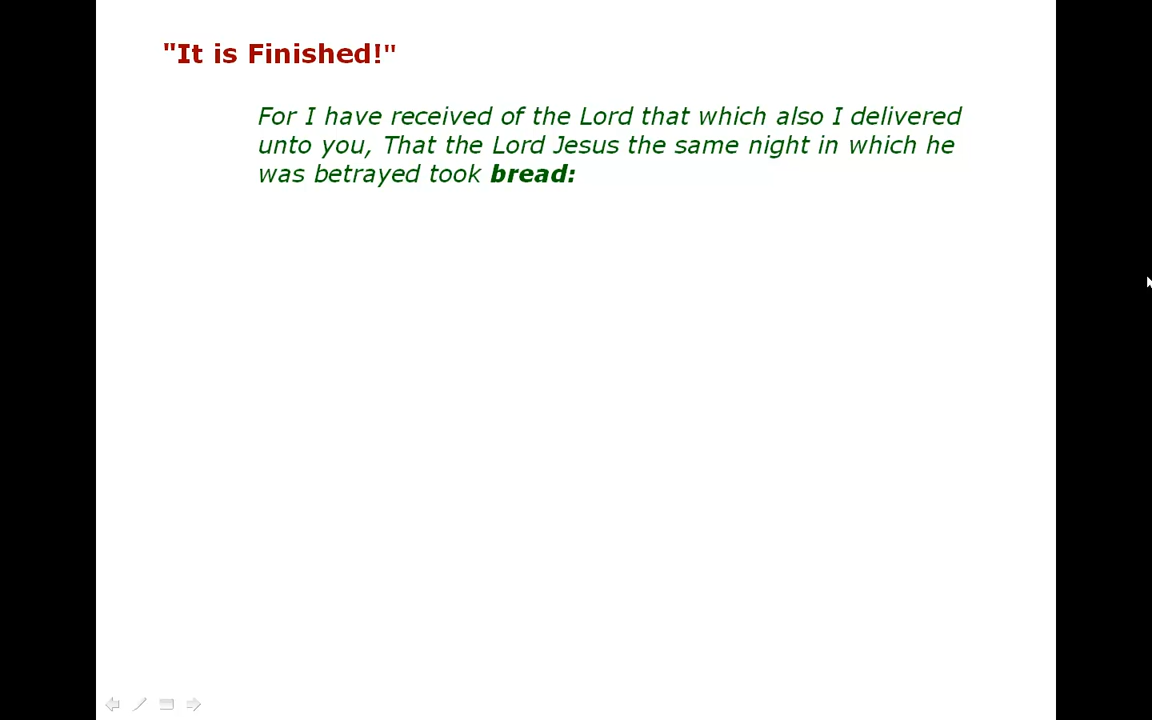 "It is Finished!"
For I have received of the Lord that which also I delivered
unto you, That the Lord Jesus the same night in which he
was betrayed took bread: